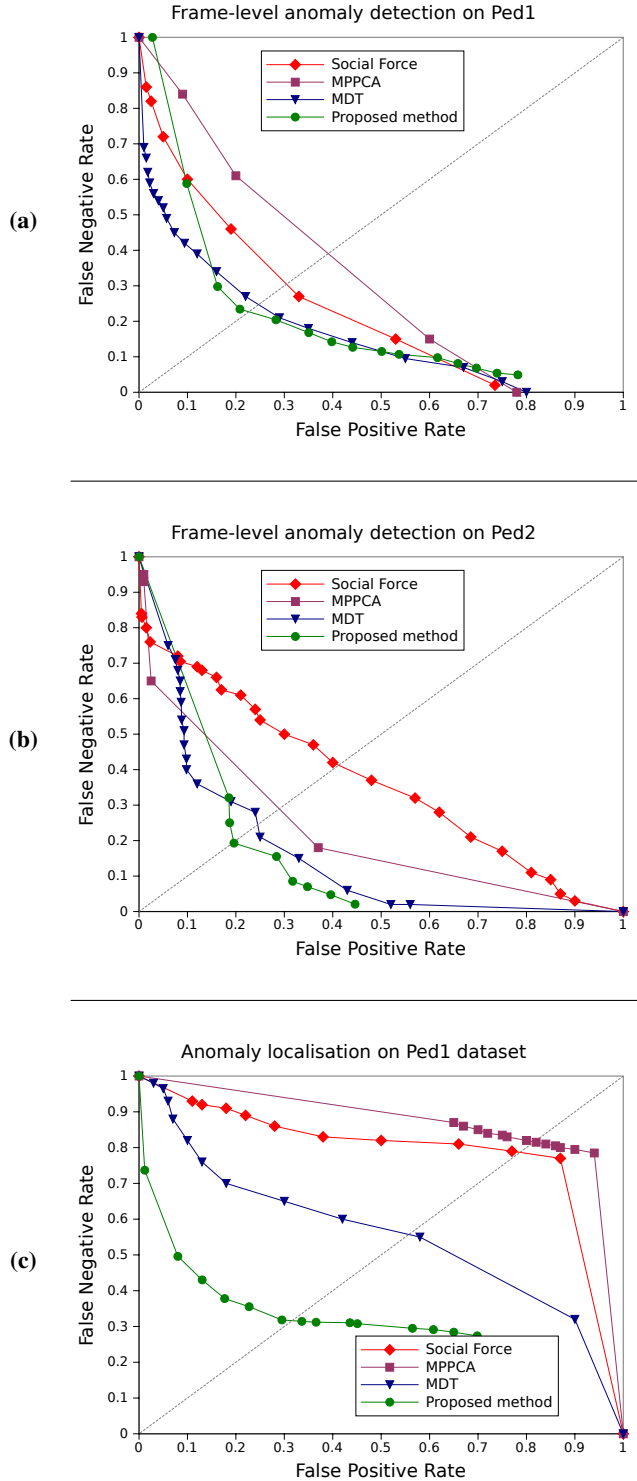 Frame-level anomaly detection on Ped1
1
0.9
0.8
0.7
0.6
0.5
0.4
0.3
0.2
0.1
0
False Negative Rate
Social Force
MPPCA
MDT
Proposed method
(a)
0 0.1 0.2 0.3 0.4 0.5 0.6 0.7 0.8 0.9 1
False Positive Rate
Frame-level anomaly detection on Ped2
1
0.9
0.8
0.7
0.6
0.5
0.4
0.3
0.2
0.1
0
False Negative Rate
Social Force
MPPCA
MDT
Proposed method
(b)
0 0.1 0.2 0.3 0.4 0.5 0.6 0.7 0.8 0.9 1
False Positive Rate
Anomaly localisation on Ped1 dataset
1
0.9
0.8
0.7
0.6
0.5
0.4
0.3
0.2
0.1
0
False Negative Rate
(c)
Social Force
MPPCA
MDT
Proposed method
0 0.1 0.2 0.3 0.4 0.5 0.6 0.7 0.8 0.9 1
False Positive Rate